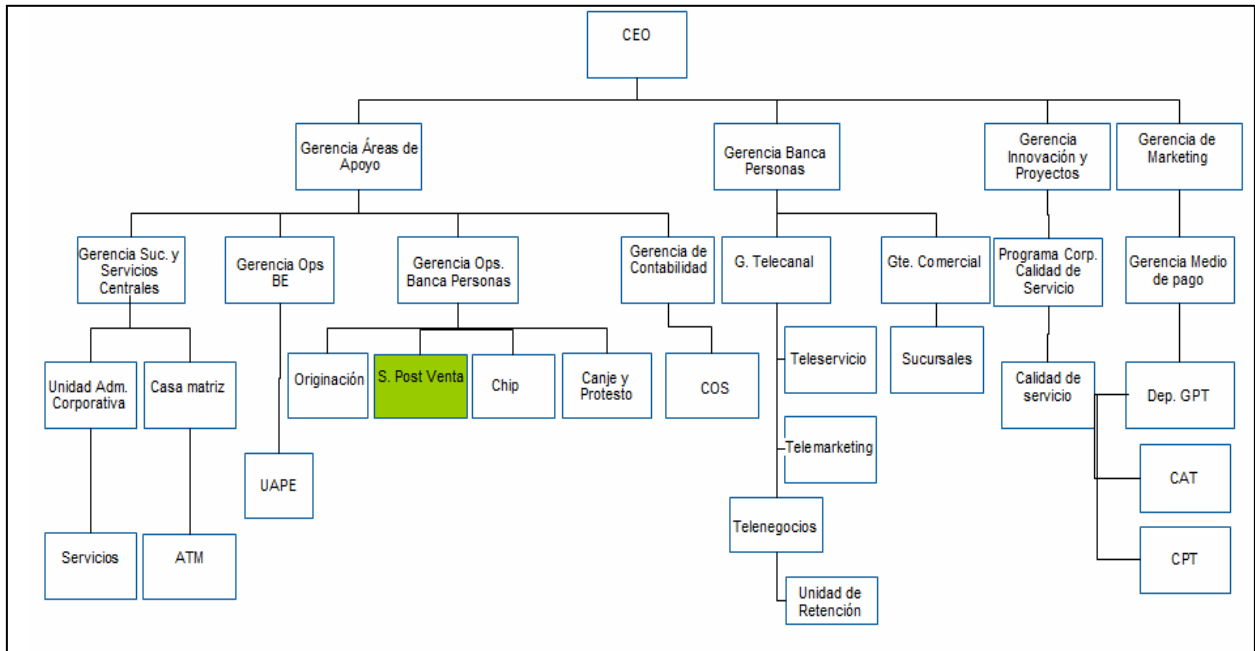 CEO
Gerencia Áreas de
Apoyo
Gerencia Banca
Personas
Gerencia
Innovación y
Proyectos
Gerencia de
Marketing
Gerencia Suc. y
Servicios
Centrales
Gerencia Ops
BE
Gerencia Ops.
Banca Personas
Gerencia de
Contabilidad
G. Telecanal
Gte. Comercial
Programa Corp.
Calidad de
Servicio
Gerencia Medio
de pago
Unidad Adm.
Corporativa
Casa matriz
Originación
S. Post Venta
Chip
Canje y
Protesto
COS
Teleservicio
Sucursales
Calidad de
servicio
Dep. GPT
UAPE
Telemarketing
CAT
Servicios
ATM
Telenegocios
CPT
Unidad de
Retención